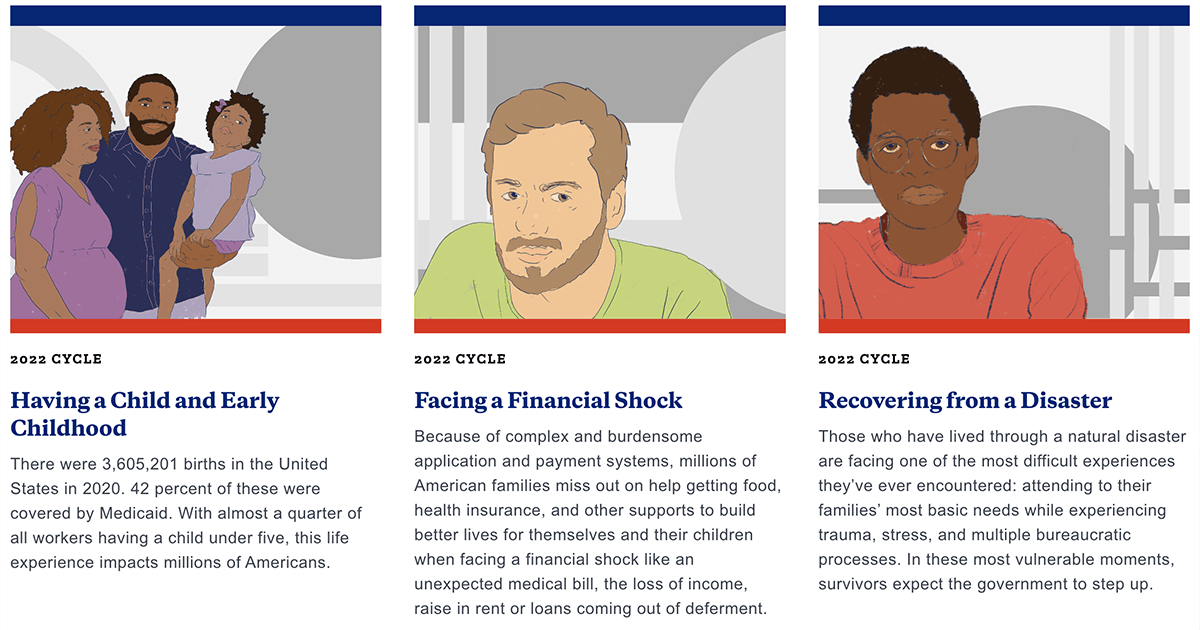 2022 CYCLE
Having a Child and Early
Childhood
There were 3,605,201 births in the United
States in 2020. 42 percent of these were
covered by Medicaid. With almost a quarter of
all workers having a child under five, this life
experience impacts millions of Americans.
2022 CYCLE
Facing a Financial Shock
Because of complex and burdensome
application and payment systems, millions of
American families miss out on help getting food,
health insurance, and other supports to build
better lives for themselves and their children
when facing a financial shock like an
unexpected medical bill, the loss of income,
raise in rent or loans coming out of deferment.
2022 CYCLE
Recovering from a Disaster
Those who have lived through a natural disaster
are facing one of the most difficult experiences
they’ve ever encountered: attending to their
families’ most basic needs while experiencing
trauma, stress, and multiple bureaucratic
processes. In these most vulnerable moments,
survivors expect the government to step up.